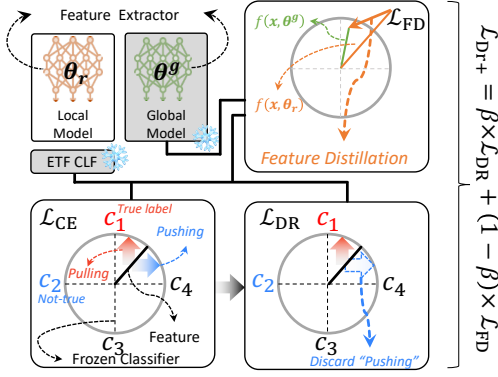 Feature Extractor
θ_r
Local
Model
θ^g
Global
Model
ETF CLF
f(x, θ^g)
L_FD
f(x, θ_r)
Feature Distillation
L_CE
True label
c_1
Pushing
Pulling
c_2
Not-true
c_4
c_3
Feature
Frozen Classifier
L_DR
c_1
c_2
c_4
c_3
Discard “Pushing”
L_Dr+ = β×L_DR + (1 − β)×L_FD